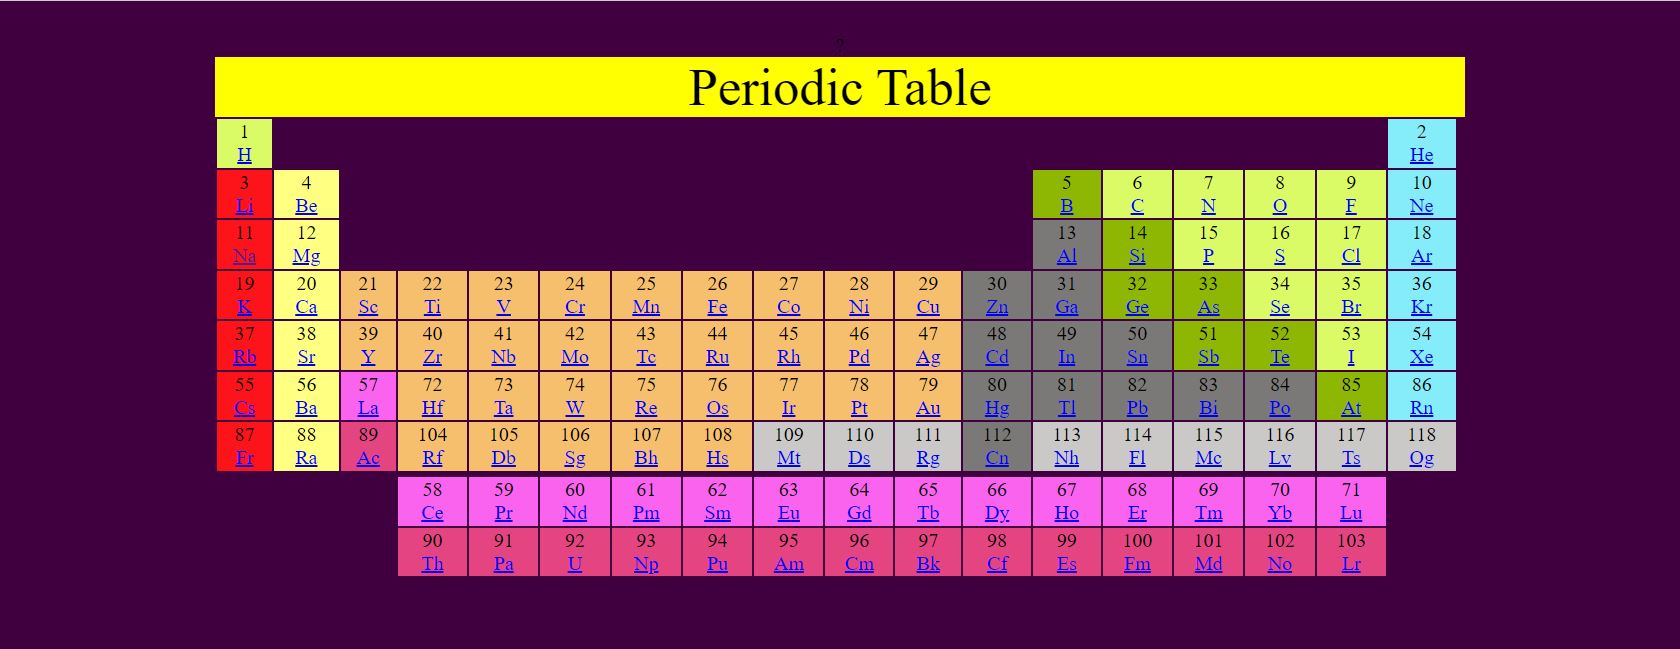 ?
Periodic Table
1 2
H He
3 4 5 6 7 8 9 10
Li Be B C N O F Ne
11 12 13 14 15 16 17 18
Na Mg Al Si P S Cl Ar
19 20 21 22 23 24 25 26 27 28 29 30 31 32 33 34 35 36
K Ca Sc Ti V Cr Mn Fe Co Ni Cu Zn Ga Ge As Se Br Kr
37 38 39 40 41 42 43 44 45 46 47 48 49 50 51 52 53 54
Rb Sr Y Zr Nb Mo Tc Ru Rh Pd Ag Cd In Sn Sb Te I Xe
55 56 57 72 73 74 75 76 77 78 79 80 81 82 83 84 85 86
Cs Ba La Hf Ta W Re Os Ir Pt Au Hg Tl Pb Bi Po At Rn
87 88 89 104 105 106 107 108 109 110 111 112 113 114 115 116 117 118
Fr Ra Ac Rf Db Sg Bh Hs Mt Ds Rg Cn Nh Fl Mc Lv Ts Og
58 59 60 61 62 63 64 65 66 67 68 69 70 71
Ce Pr Nd Pm Sm Eu Gd Tb Dy Ho Er Tm Yb Lu
90 91 92 93 94 95 96 97 98 99 100 101 102 103
Th Pa U Np Pu Am Cm Bk Cf Es Fm Md No Lr